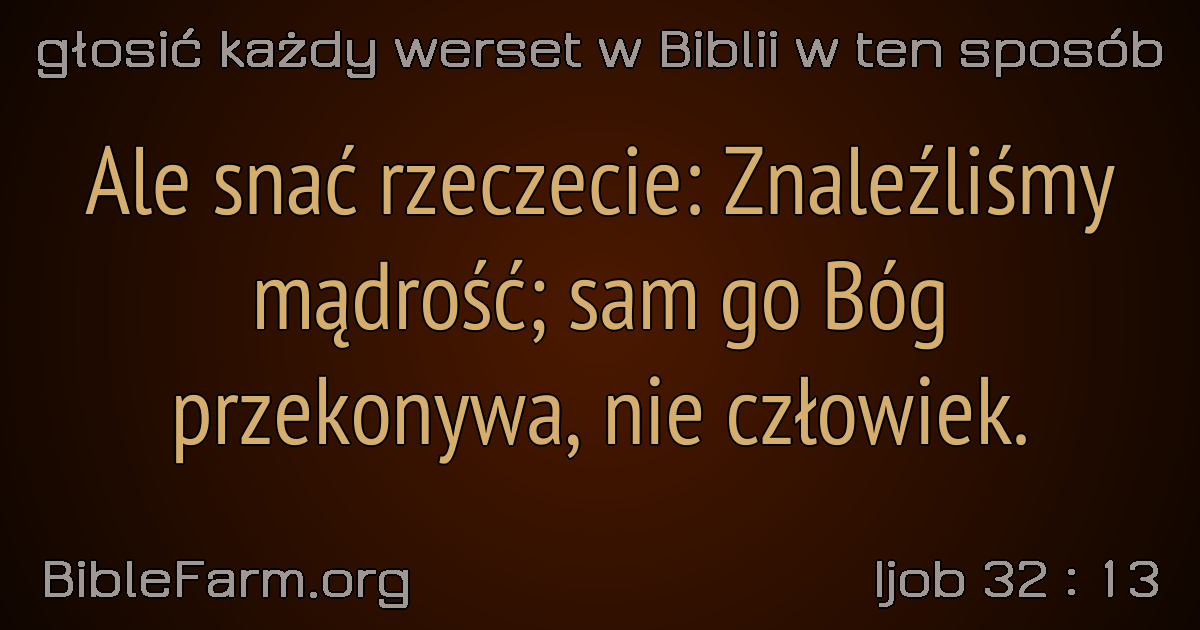 głosić każdy werset w Biblii w ten sposób
Ale snać rzeczecie: Znaleźliśmy
mądrość; sam go Bóg
przekonywa, nie człowiek.
BibleFarm.org
Ijob 32 : 13